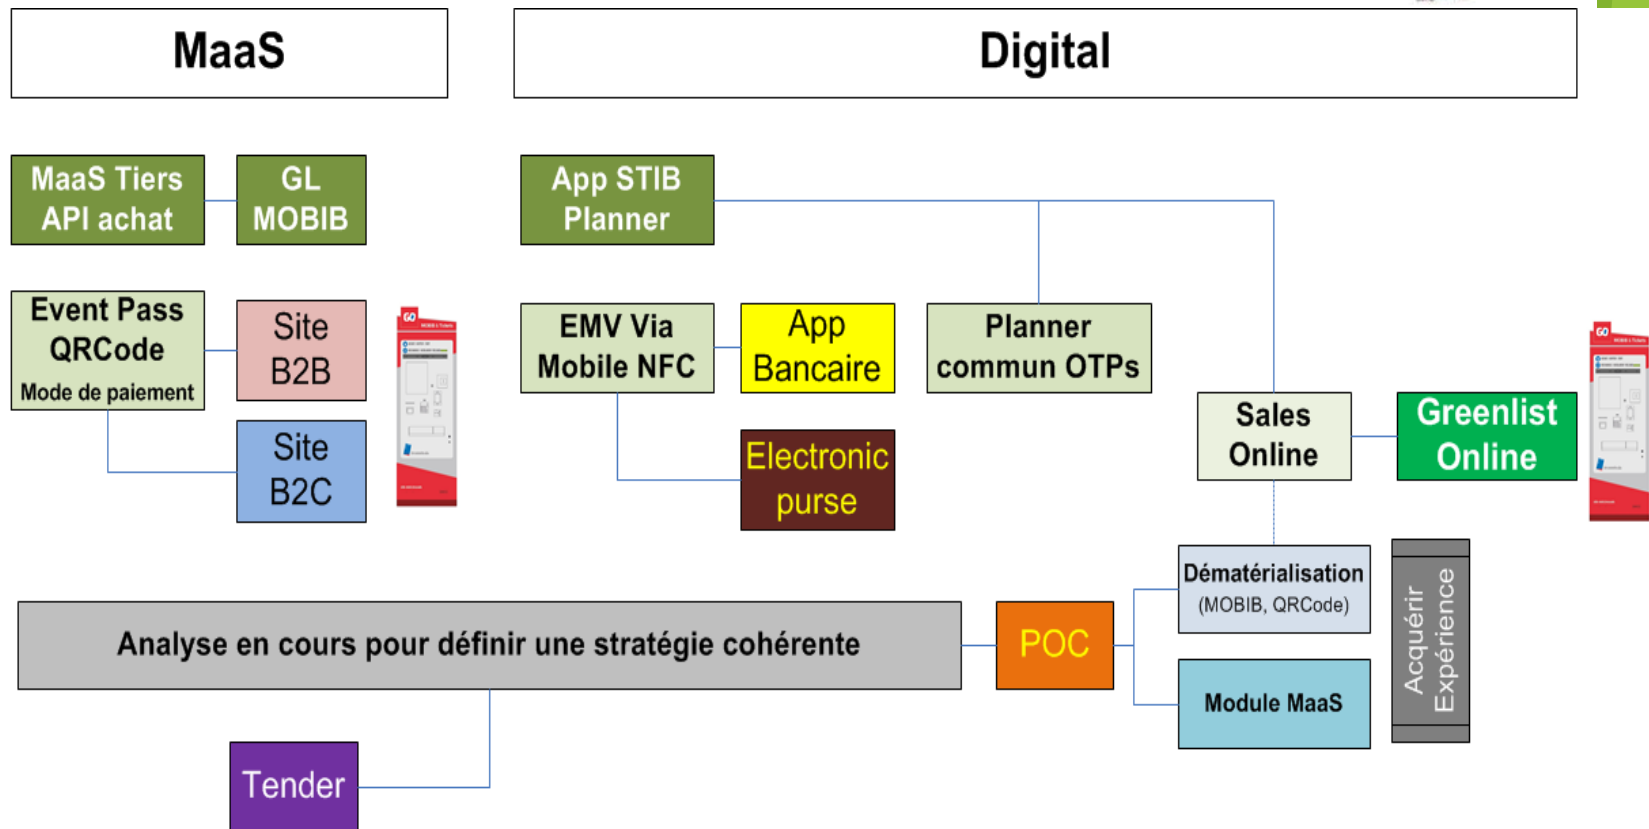 MaaS
Digital
MaaS Tiers
API achat
GL
MOBIB
App STIB
Planner
Event Pass
QRCode
Mode de paiement
Site
B2B
Site
B2C
GO
EMV Via
Mobile NFC
App
Bancaire
Electronic
purse
Planner
commun OTPs
Sales
Online
Greenlist
Online
GO
Dématérialisation
(MOBIB, QRCode)
Module MaaS
Acquérir
Expérience
Analyse en cours pour définir une stratégie cohérente
POC
Tender